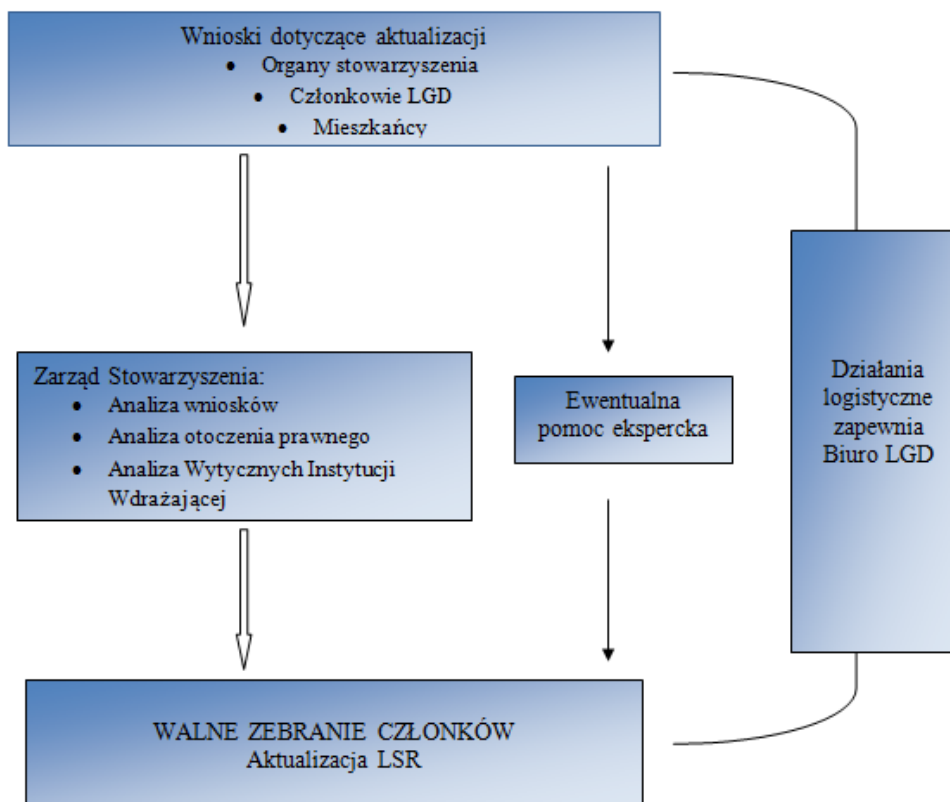 Wnioski dotyczące aktualizacji
• Organy stowarzyszenia
• Członkowie LGD
• Mieszkańcy
Zarząd Stowarzyszenia:
• Analiza wniosków
• Analiza otoczenia prawnego
• Analiza Wytycznych Instytucji
Wdrażającej
Ewentualna
pomoc ekspercka
Działania
logistyczne
zapewnia
Biuro LGD
WALNE ZEBRANIE CZŁONKÓW
Aktualizacja LSR